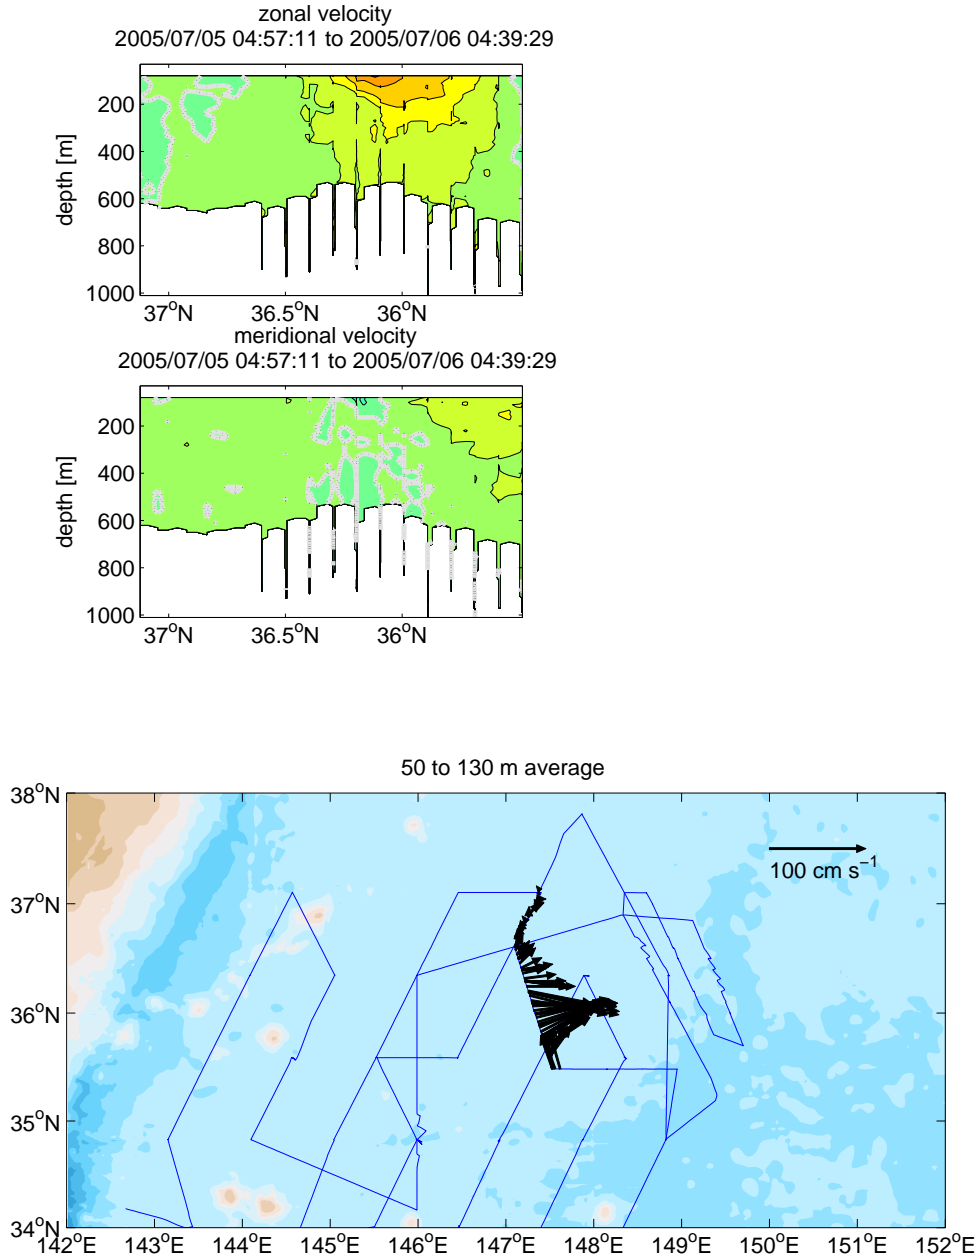 zonal velocity
2005/07/05 04:57:11 to 2005/07/06 04:39:29
depth [m]
200
400
600
800
1000
37°N
36.5°N
36°N
meridional velocity
2005/07/05 04:57:11 to 2005/07/06 04:39:29
depth [m]
200
400
600
800
1000
37°N
36.5°N
36°N
50 to 130 m average
38°N
37°N
36°N
35°N
34°N
100 cm s⁻¹
142°E
143°E
144°E
145°E
146°E
147°E
148°E
149°E
150°E
151°E
152°E